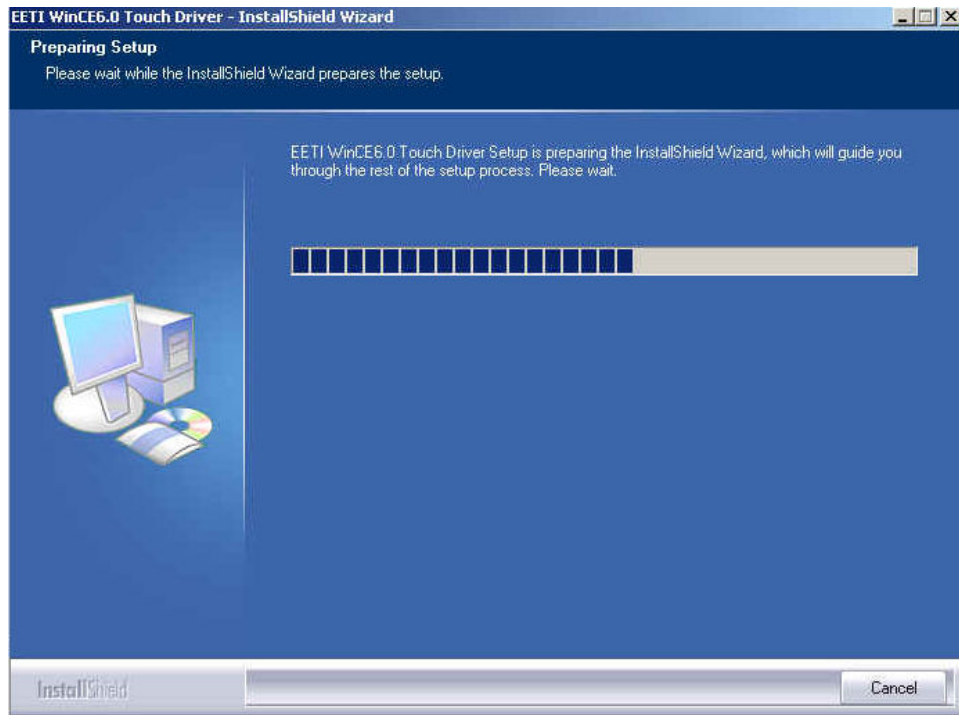 EETI WinCE6.0 Touch Driver - InstallShield Wizard
Preparing Setup
Please wait while the InstallShield Wizard prepares the setup.
EETI WinCE6.0 Touch Driver Setup is preparing the InstallShield Wizard, which will guide you
through the rest of the setup process. Please wait.
InstallShield
Cancel